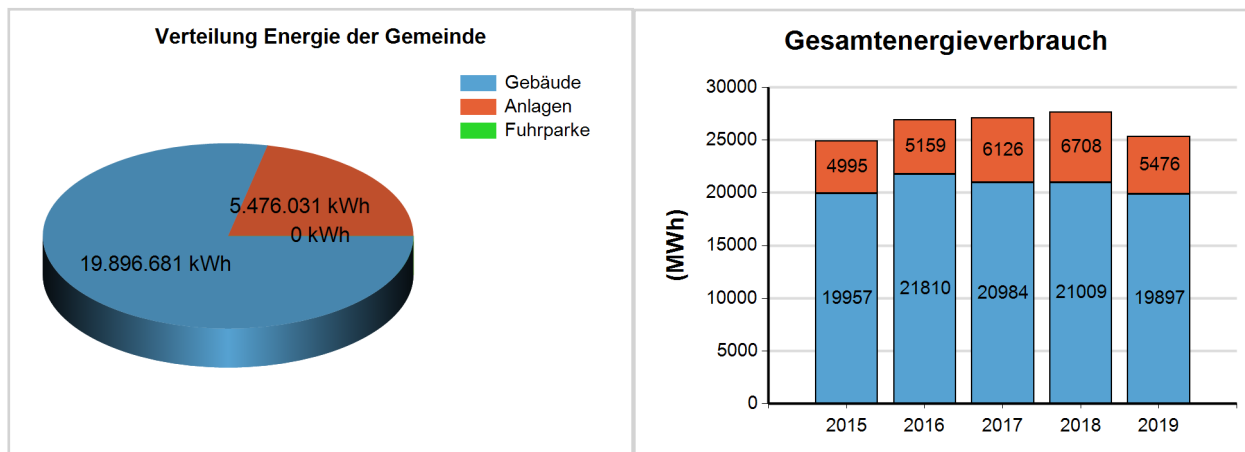 Verteilung Energie der Gemeinde
Gebäude
Anlagen
Fuhrparke
5.476.031 kWh
0 kWh
19.896.681 kWh
Gesamtenergieverbrauch
(MWh)
30000
25000
20000
15000
10000
5000
0
4995
5159
6126
6708
5476
19957
21810
20984
21009
19897
2015
2016
2017
2018
2019